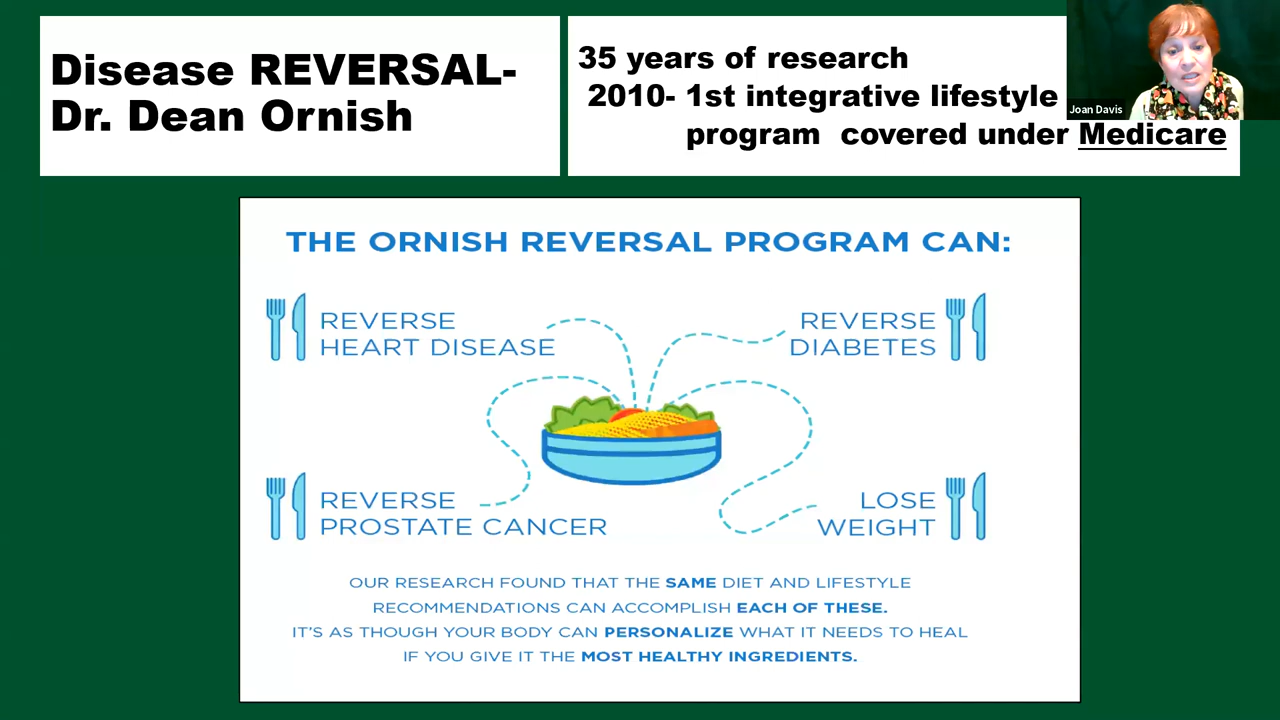 Disease REVERSAL-
Dr. Dean Ornish
35 years of research
2010- 1st integrative lifestyle
program covered under Medicare
Joan Davis
THE ORNISH REVERSAL PROGRAM CAN:
REVERSE
HEART DISEASE
REVERSE
DIABETES
REVERSE
PROSTATE CANCER
LOSE
WEIGHT
OUR RESEARCH FOUND THAT THE SAME DIET AND LIFESTYLE
RECOMMENDATIONS CAN ACCOMPLISH EACH OF THESE.
IT'S AS THOUGH YOUR BODY CAN PERSONALIZE WHAT IT NEEDS TO HEAL
IF YOU GIVE IT THE MOST HEALTHY INGREDIENTS.